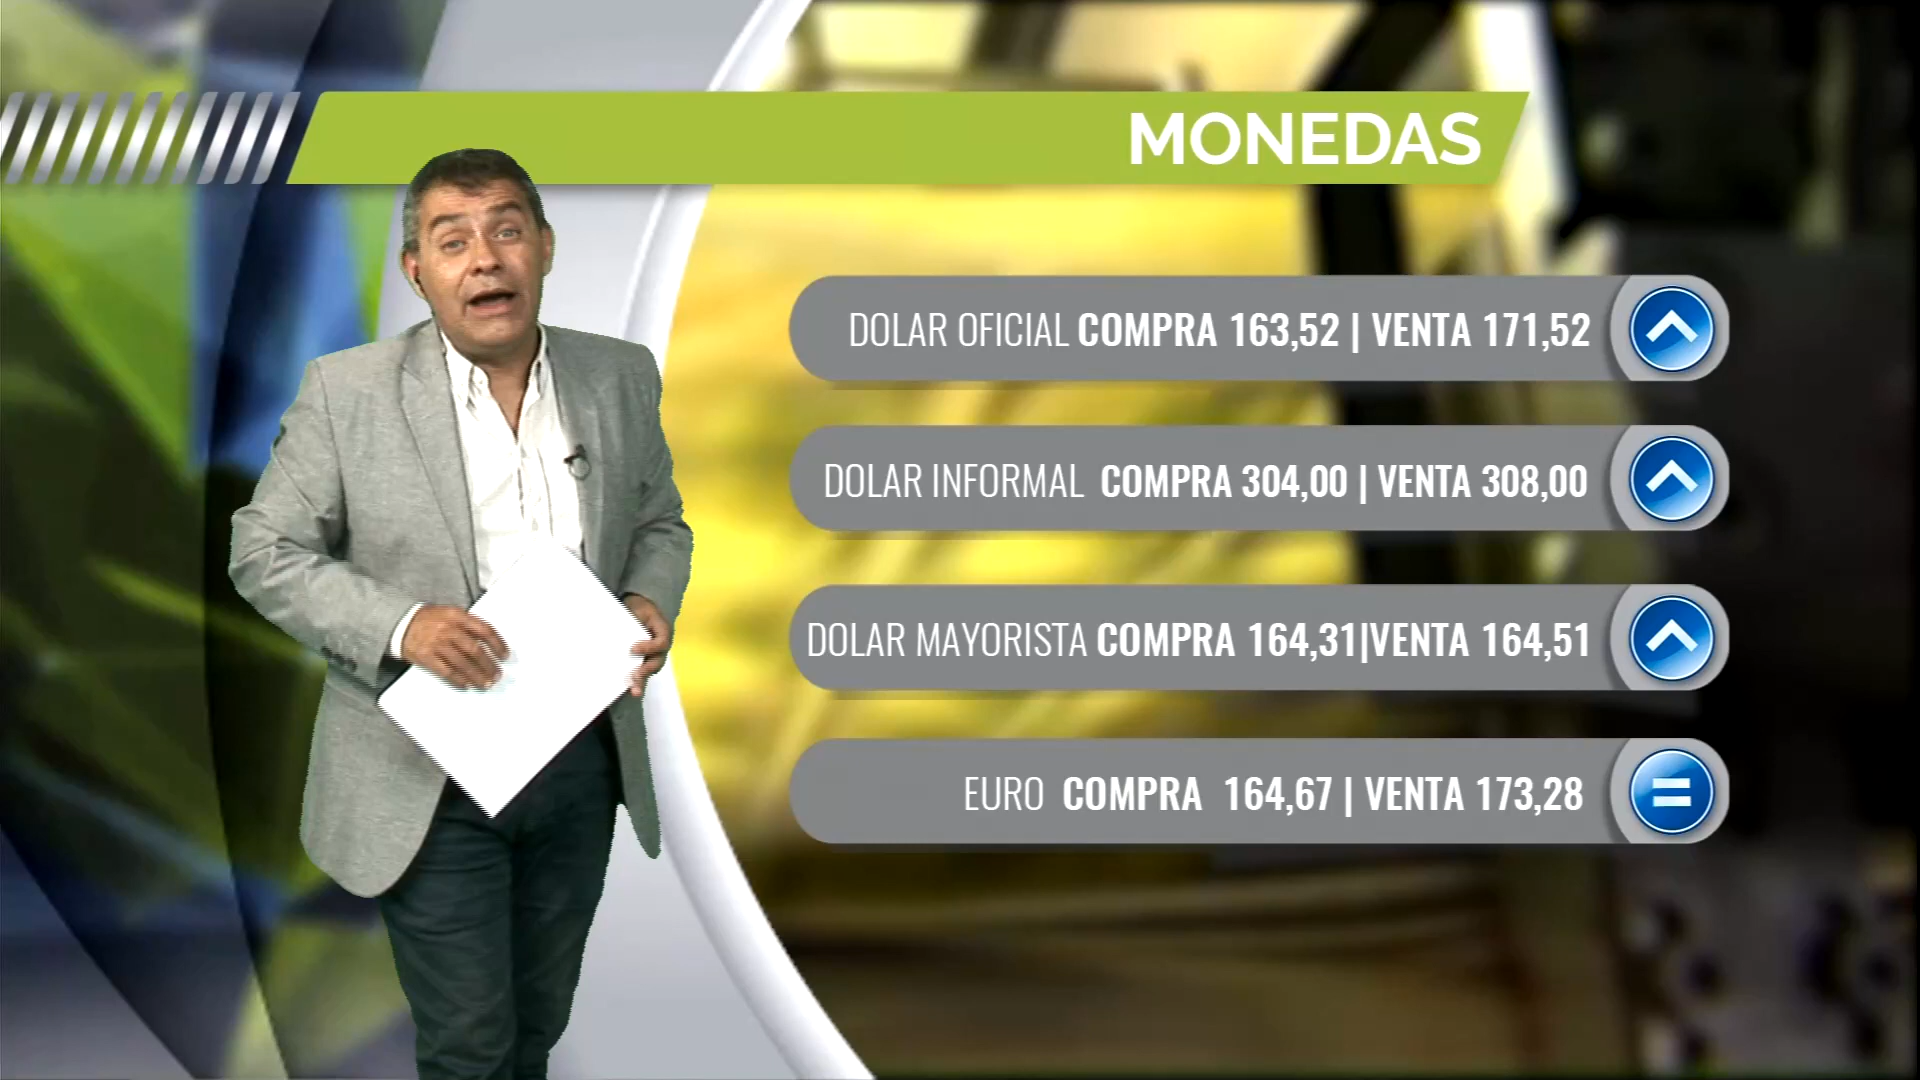 MONEDAS
DOLAR OFICIAL COMPRA 163,52 | VENTA 171,52
DOLAR INFORMAL COMPRA 304,00 | VENTA 308,00
DOLAR MAYORISTA COMPRA 164,31|VENTA 164,51
EURO COMPRA 164,67 | VENTA 173,28